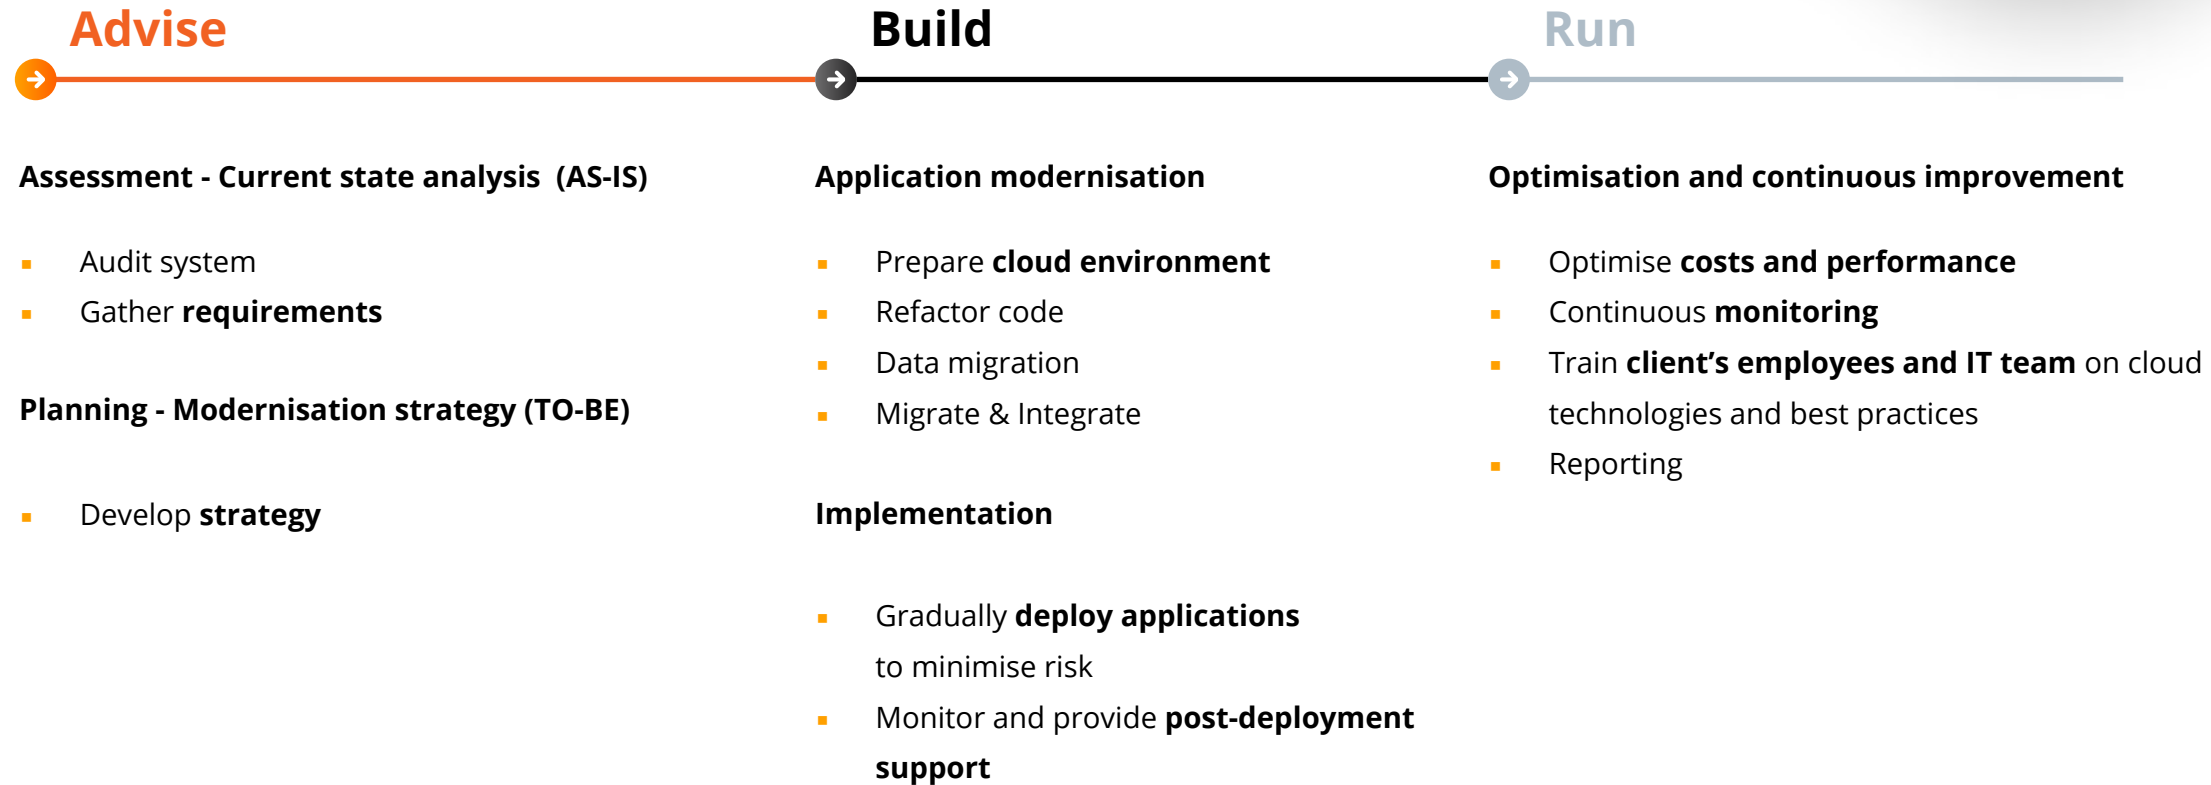 Advise
Assessment - Current state analysis (AS-IS)
Audit system
Gather requirements
Planning - Modernisation strategy (TO-BE)
Develop strategy
Build
Application modernisation
Prepare cloud environment
Refactor code
Data migration
Migrate & Integrate
Implementation
Gradually deploy applications
to minimise risk
Monitor and provide post-deployment
support
Run
Optimisation and continuous improvement
Optimise costs and performance
Continuous monitoring
Train client’s employees and IT team on cloud
technologies and best practices
Reporting